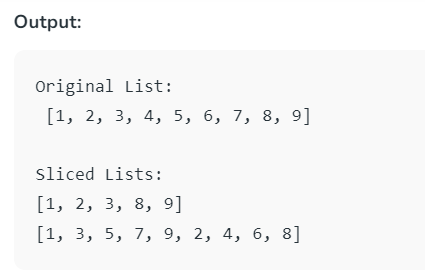 Output:
Original List:
[1, 2, 3, 4, 5, 6, 7, 8, 9]
Sliced Lists:
[1, 2, 3, 8, 9]
[1, 3, 5, 7, 9, 2, 4, 6, 8]